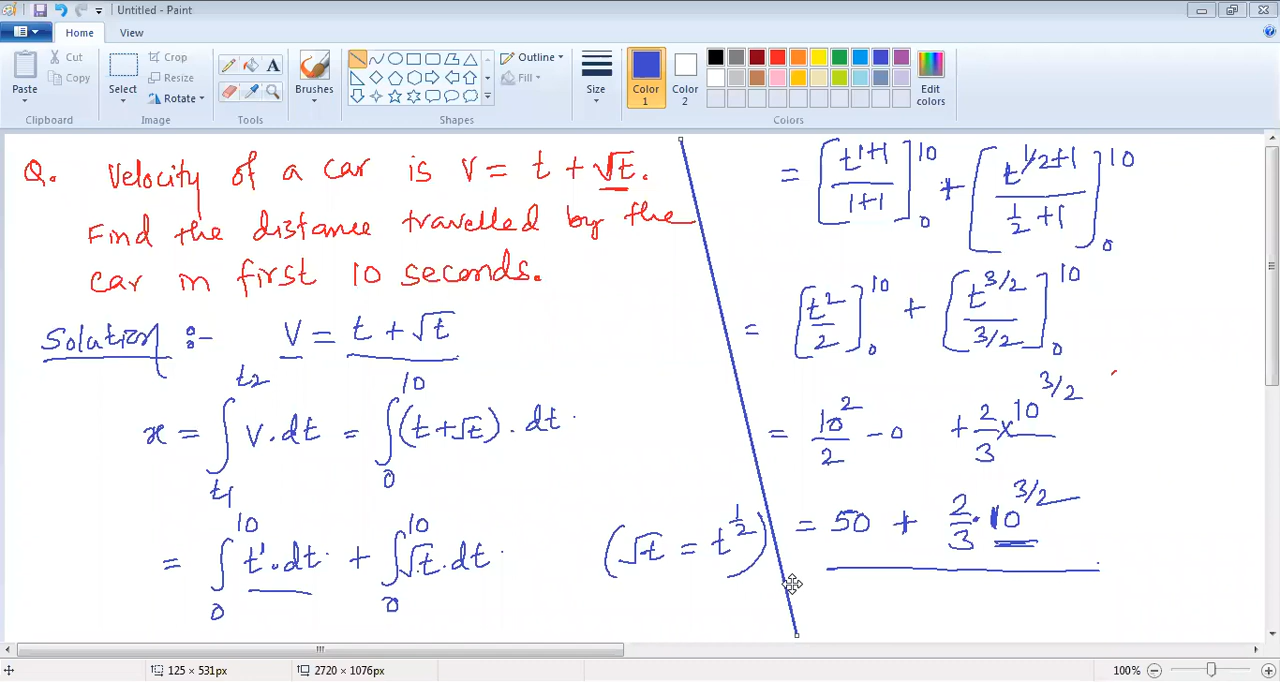 Untitled - Paint
Home View
Paste
Cut
Copy
Clipboard
Select
Crop
Resize
Rotate
Image
A
Tools
Brushes
Outline
Fill
Shapes
Size
Color 1
Color 2
Edit colors
Colors
Q. Velocity of a car is V = t + √t.
Find the distance travelled by the
car in first 10 seconds.
Solution :- V = t + √t
x = ∫_{t1}^{t2} V.dt = ∫_0^{10} (t+√t).dt
= ∫_0^{10} t^1.dt + ∫_0^{10} √t.dt (√t = t^{1/2})
= [t^{1+1}/1+1]_0^{10} + [t^{1/2+1}/(1/2+1)]_0^{10}
= [t^2/2]_0^{10} + [t^{3/2}/3/2]_0^{10}
= 10^2/2 - 0 + 2/3 × 10^{3/2}
= 50 + 2/3 . 10^{3/2}
125 × 531px
2720 × 1076px
100%